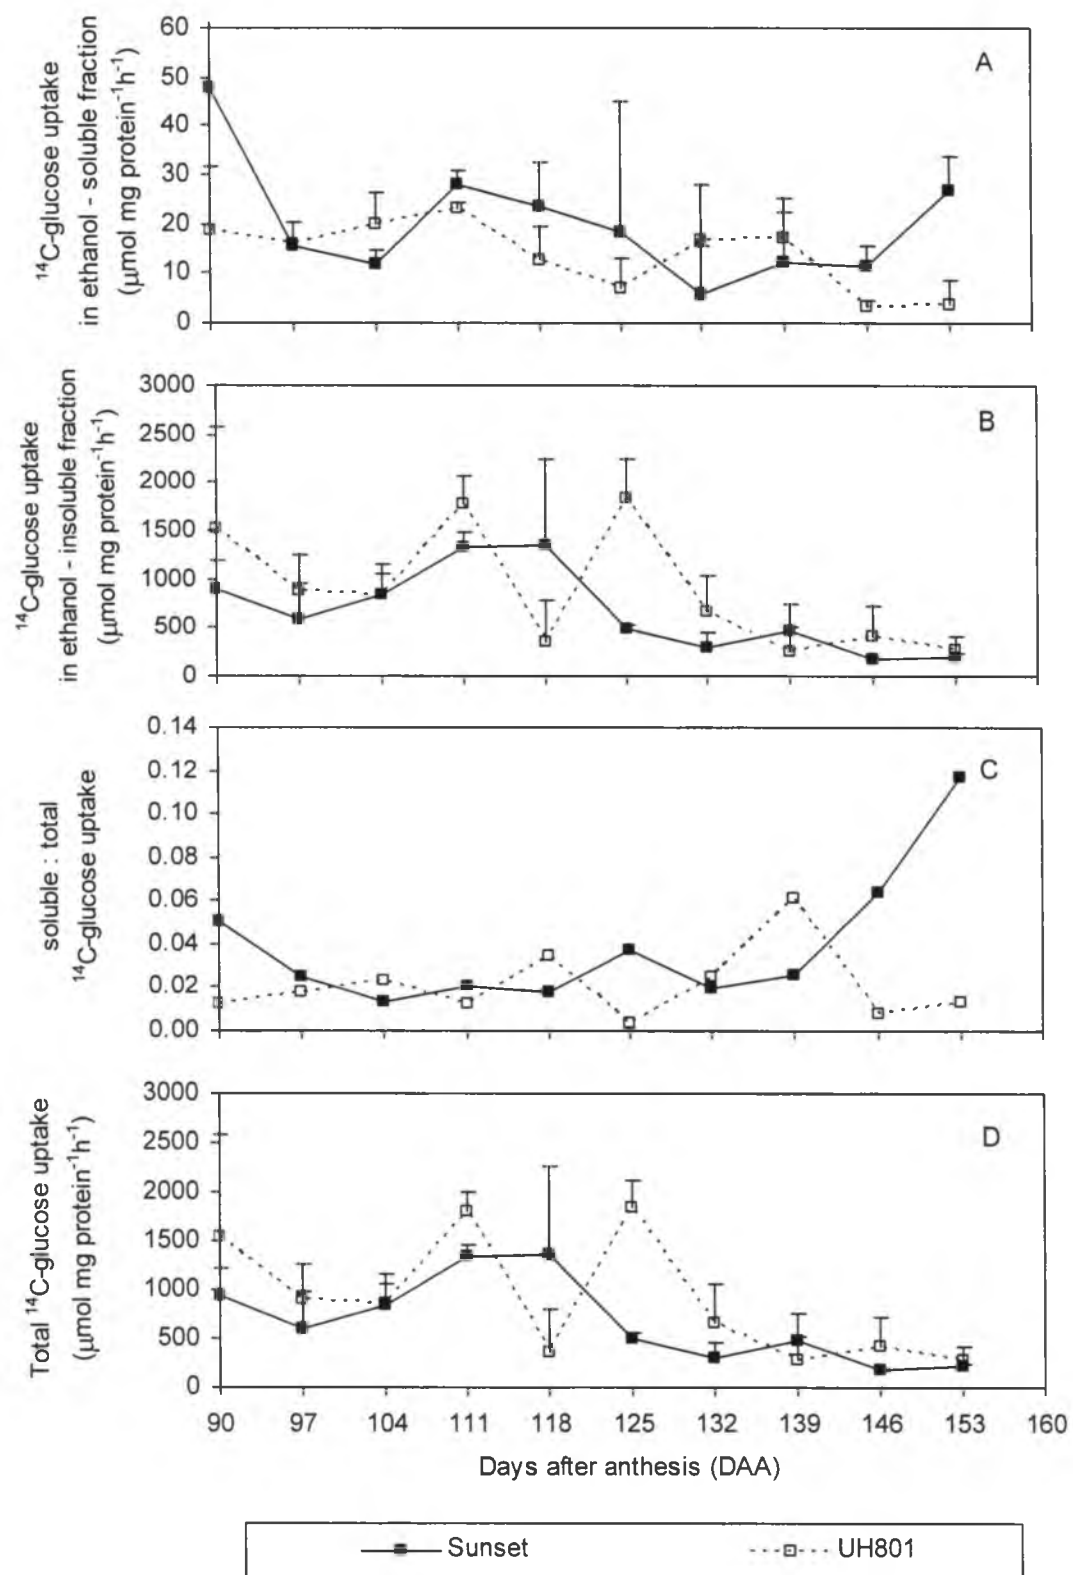 60
50
40
30
20
10
0
¹⁴C-glucose uptake
in ethanol - soluble fraction
(μmol mg protein⁻¹h⁻¹)
A
3000
2500
2000
1500
1000
500
0
¹⁴C-glucose uptake
in ethanol - insoluble fraction
(μmol mg protein⁻¹h⁻¹)
B
0.14
0.12
0.10
0.08
0.06
0.04
0.02
0.00
soluble : total
¹⁴C-glucose uptake
C
3000
2500
2000
1500
1000
500
0
Total ¹⁴C-glucose uptake
(μmol mg protein⁻¹h⁻¹)
D
90 97 104 111 118 125 132 139 146 153 160
Days after anthesis (DAA)
Sunset UH801